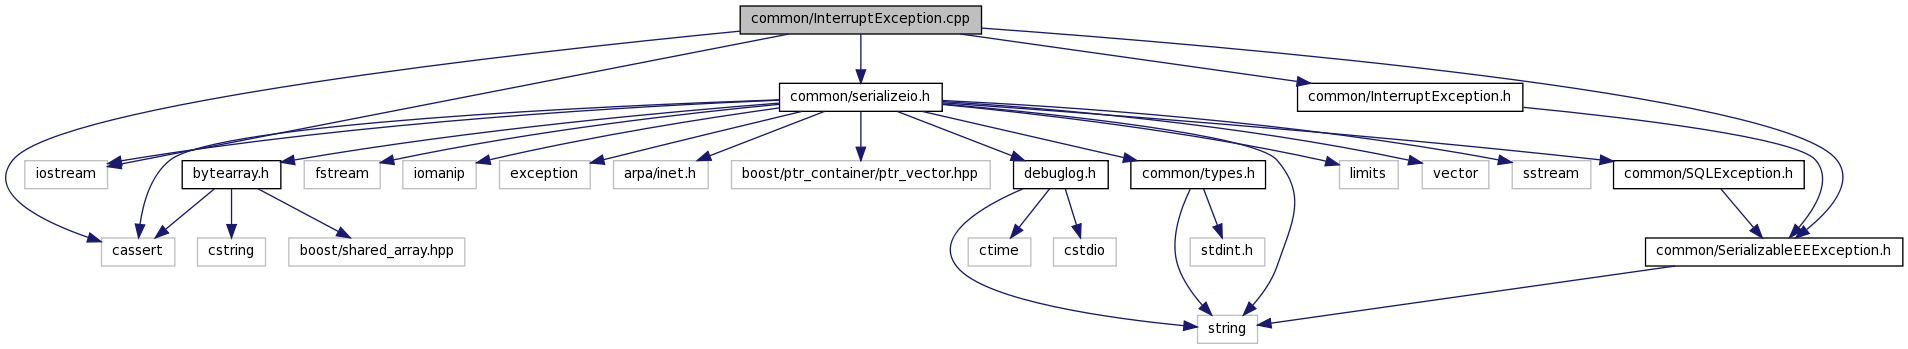 common/InterruptException.cpp
common/serializeio.h
common/InterruptException.h
iostream
bytearray.h
fstream
iomanip
exception
arpa/inet.h
boost/ptr_container/ptr_vector.hpp
debuglog.h
common/types.h
limits
vector
sstream
common/SQLException.h
cassert
cstring
boost/shared_array.hpp
ctime
cstdio
stdint.h
common/SerializableEEException.h
string